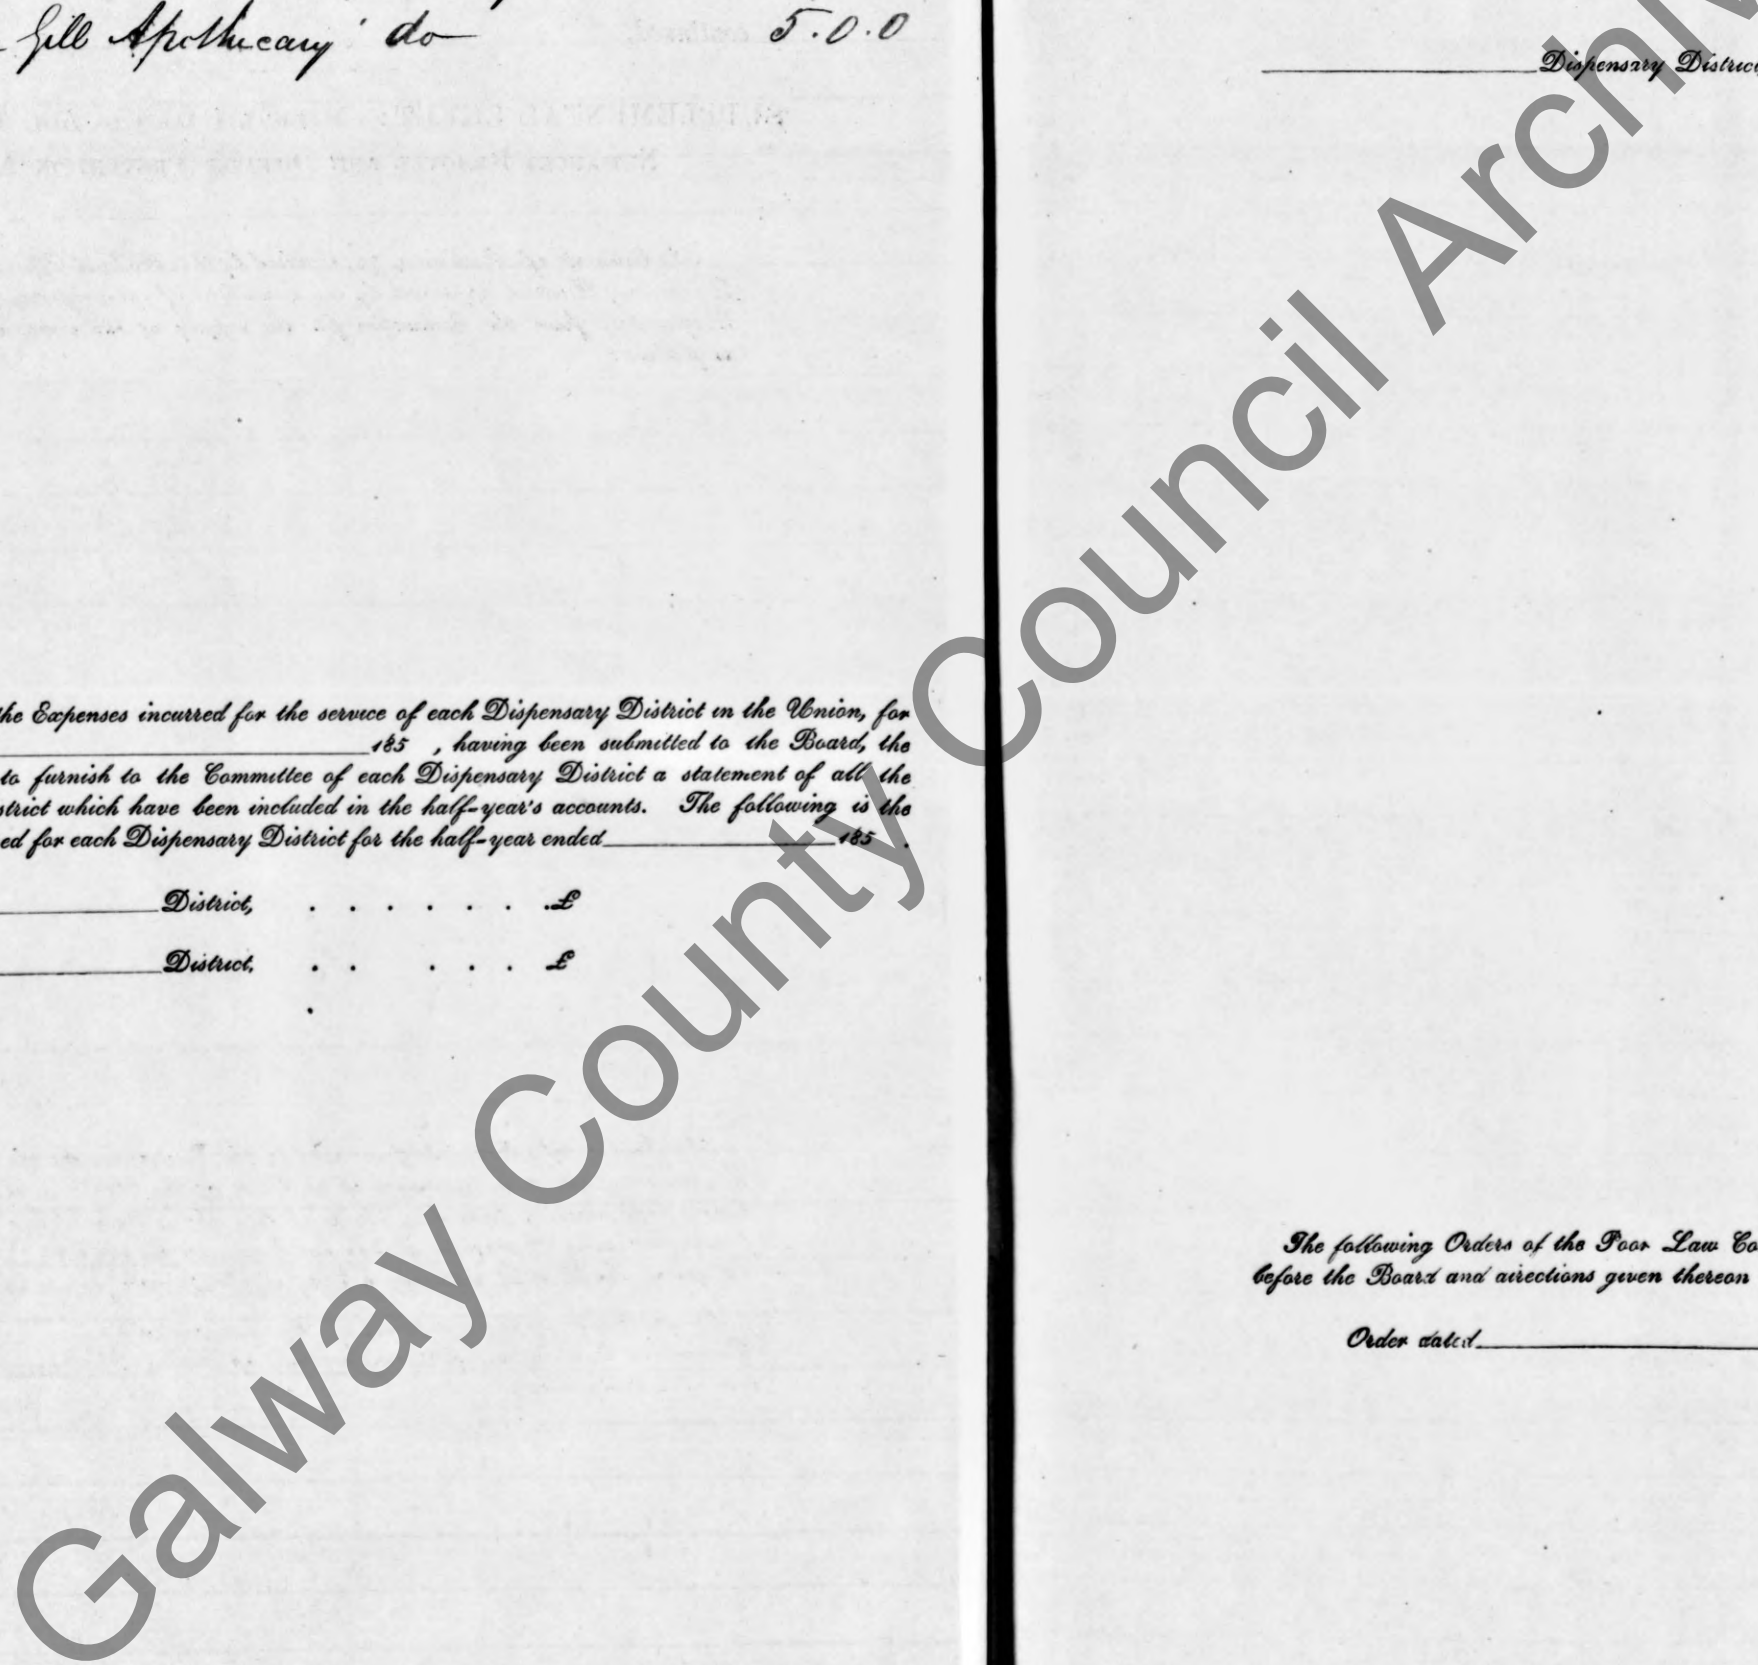 Gill Apothecary do 5.0.0
he Expenses incurred for the service of each Dispensary District in the Union, for
185 , having been submitted to the Board, the
to furnish to the Committee of each Dispensary District a statement of all the
strict which have been included in the half-year's accounts. The following is the
ed for each Dispensary District for the half-year ended 185 .
District, . . . . . . .£
District, . . . . . £
Dispensary District
The following Orders of the Poor Law Co
before the Board and directions given thereon
Order dated
Galway County Council Archiv